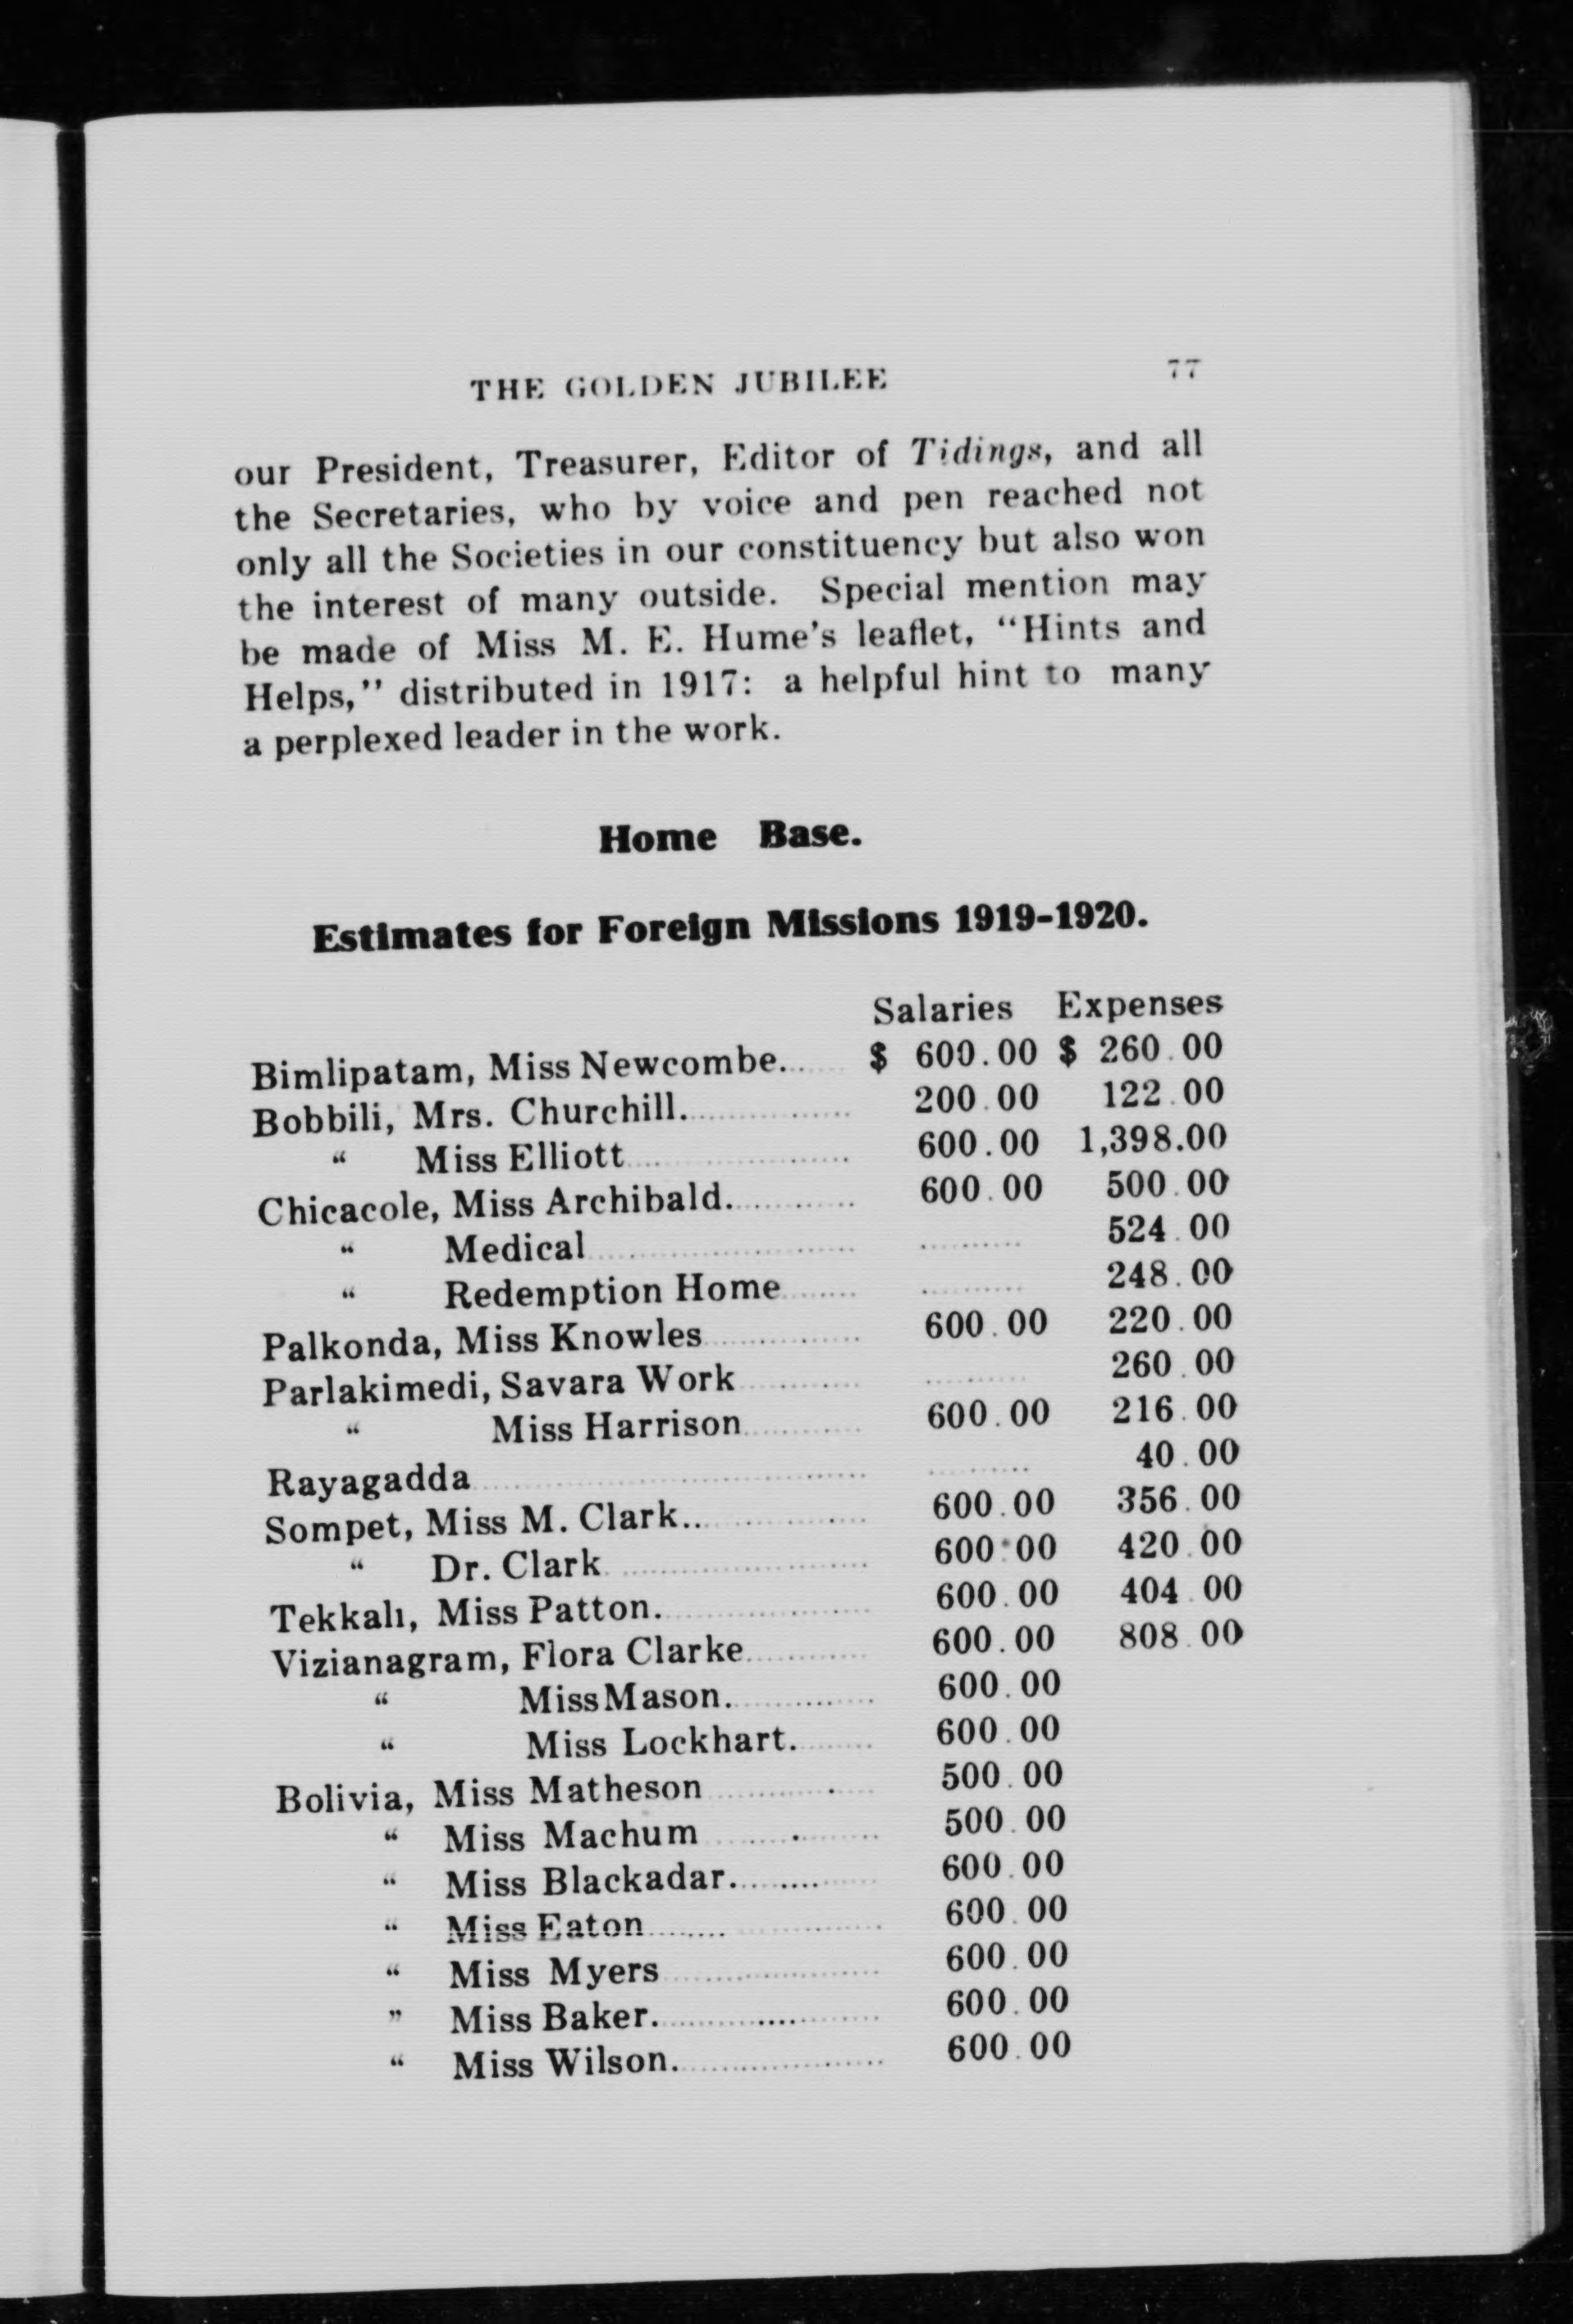 THE GOLDEN JUBILEE 77
our President, Treasurer, Editor of Tidings, and all
the Secretaries, who by voice and pen reached not
only all the Societies in our constituency but also won
the interest of many outside. Special mention may
be made of Miss M. E. Hume's leaflet, "Hints and
Helps," distributed in 1917: a helpful hint to many
a perplexed leader in the work.
Home Base.
Estimates for Foreign Missions 1919-1920.
Salaries Expenses
Bimlipatam, Miss Newcombe..... $ 600.00 $ 260.00
Bobbili, Mrs. Churchill................ 200.00 122.00
“ Miss Elliott..................... 600.00 1,398.00
Chicacole, Miss Archibald............ 600.00 500.00
“ Medical......................... .......... 524.00
“ Redemption Home........ .......... 248.00
Palkonda, Miss Knowles............... 600.00 220.00
Parlakimedi, Savara Work............ .......... 260.00
“ Miss Harrison............ 600.00 216.00
Rayagadda..................................... .......... 40.00
Sompet, Miss M. Clark.................. 600.00 356.00
“ Dr. Clark......................... 600.00 420.00
Tekkali, Miss Patton..................... 600.00 404.00
Vizianagram, Flora Clarke............ 600.00 808.00
“ MissMason............... 600.00
“ Miss Lockhart......... 600.00
Bolivia, Miss Matheson................ 500.00
“ Miss Machum................. 500.00
“ Miss Blackadar............... 600.00
“ Miss Eaton...................... 600.00
“ Miss Myers..................... 600.00
” Miss Baker....................... 600.00
“ Miss Wilson..................... 600.00